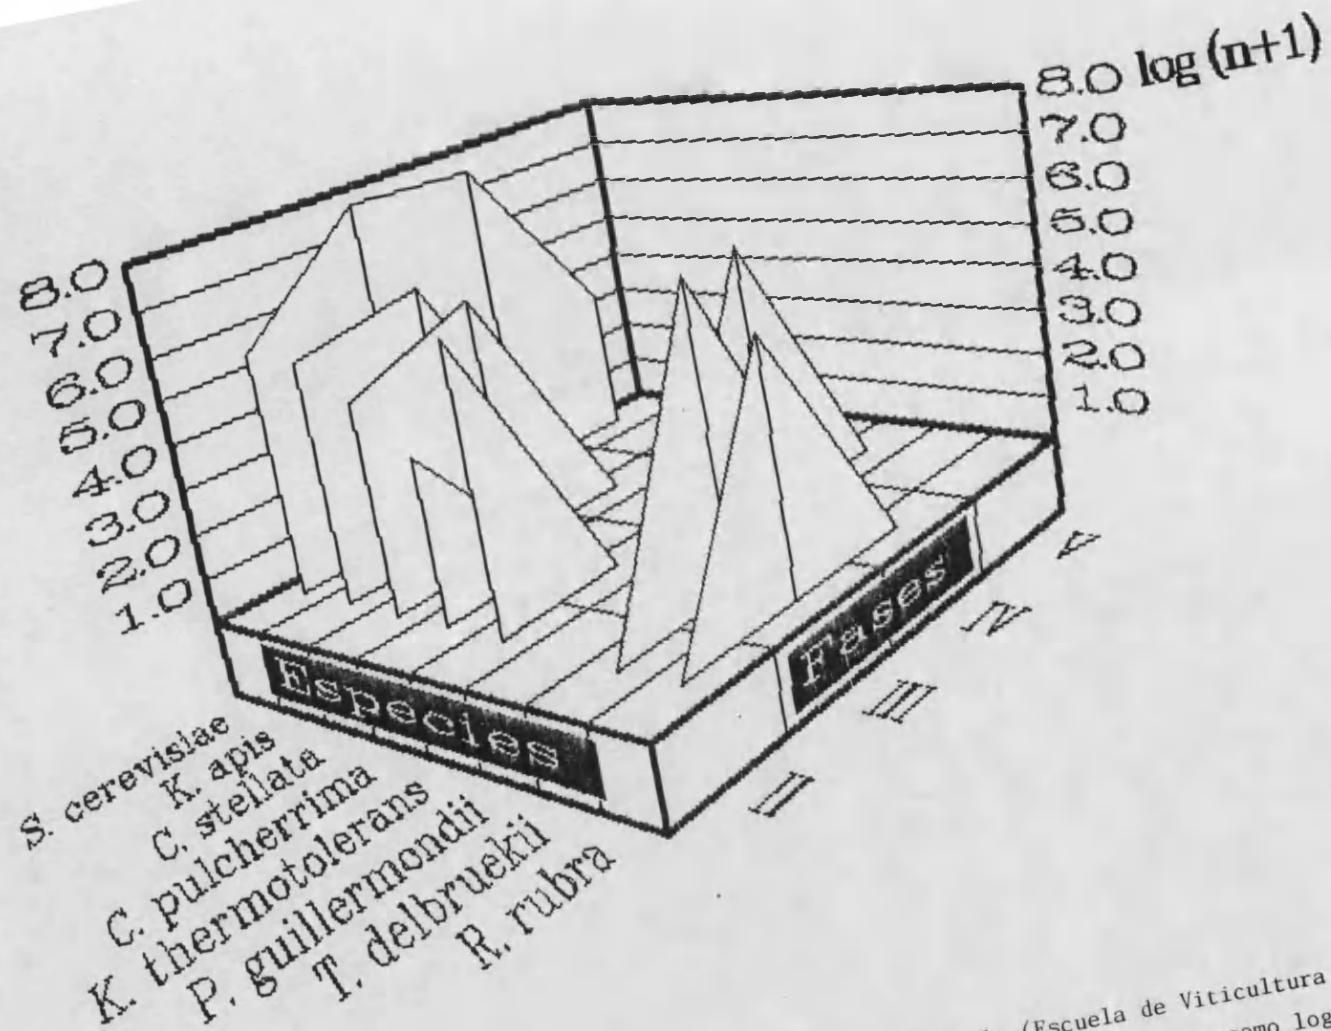 8.0 log (n+1)
7.0
6.0
5.0
4.0
3.0
2.0
1.0
8.0
7.0
6.0
5.0
4.0
3.0
2.0
1.0
Especies
Fases
II
III
IV
V
S. cerevisiae
K. apis
C. stellata
C. pulcherrima
K. thermotolerans
P. guillermondii
T. delbruekii
R. rubra
(Escuela de Viticultura
como log